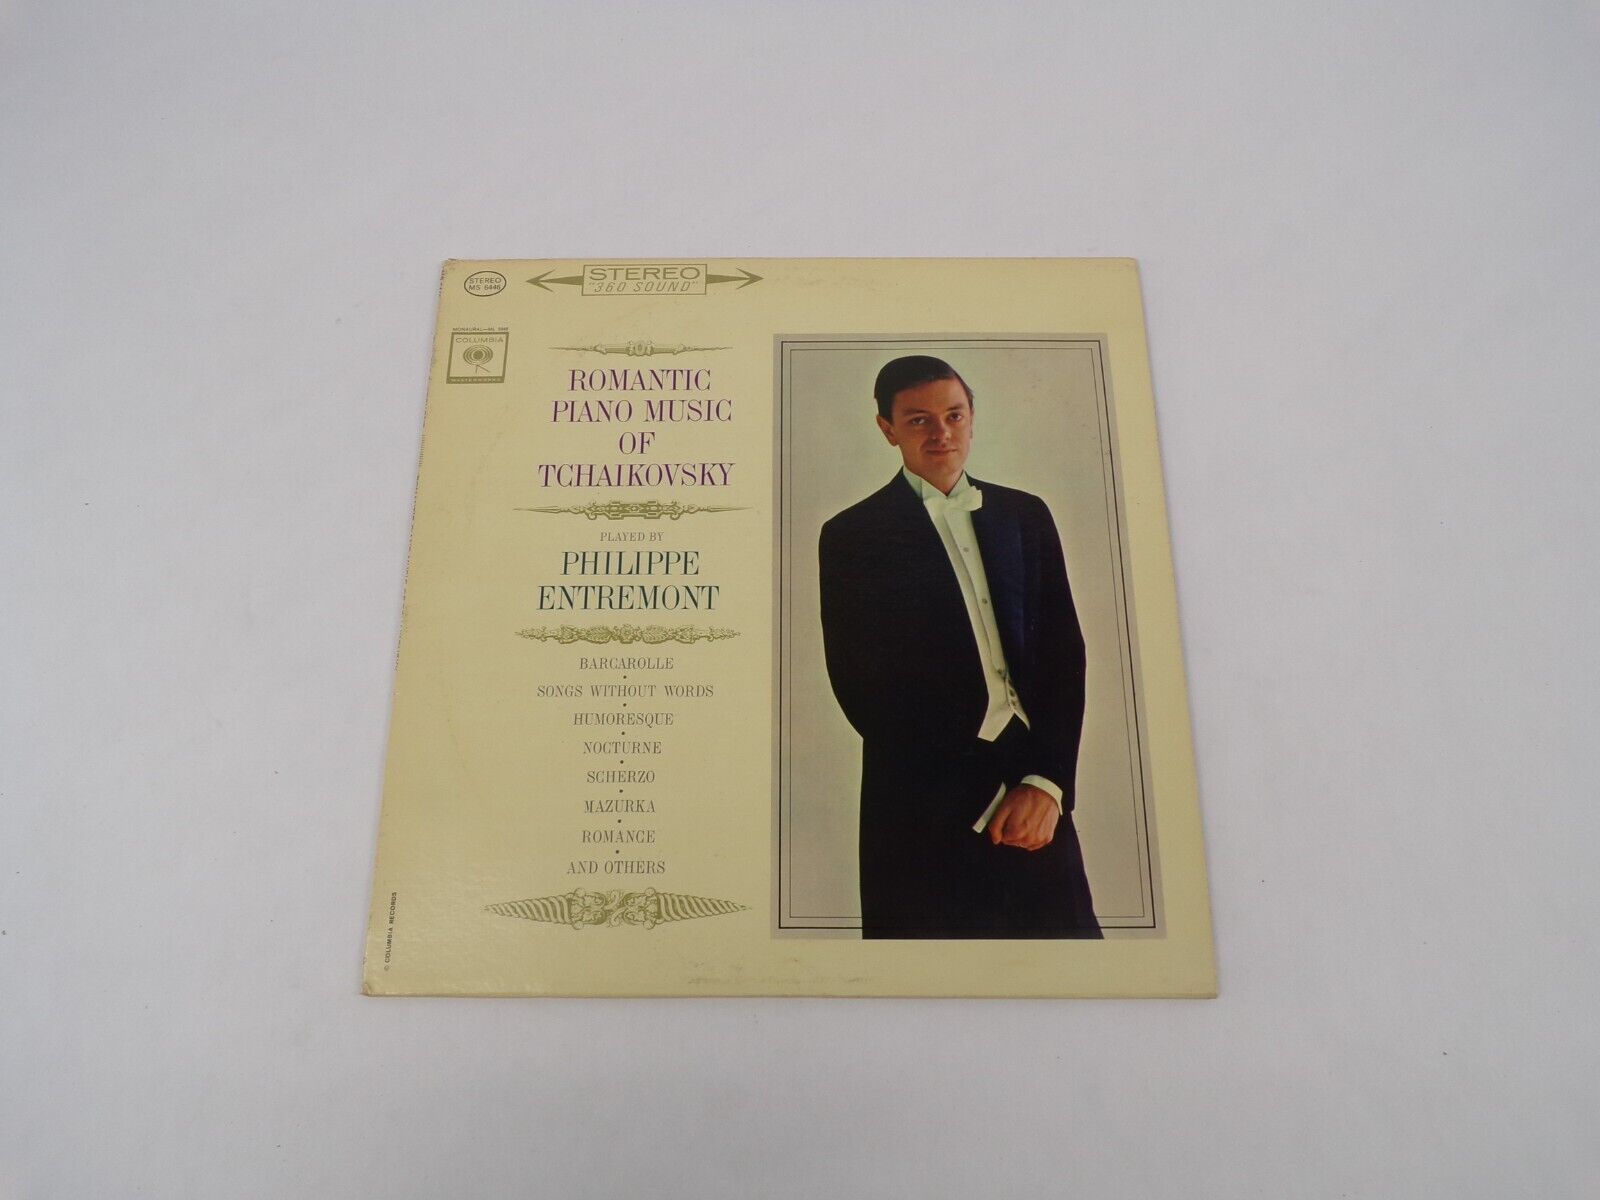 STEREO
MS 6446
STEREO
"360 SOUND"
COLUMBIA
MASTERWORKS
ROMANTIC
PIANO MUSIC
OF
TCHAIKOVSKY
PLAYED BY
PHILIPPE
ENTREMONT
BARCAROLLE
•
SONGS WITHOUT WORDS
•
HUMORESQUE
•
NOCTURNE
•
SCHERZO
•
MAZURKA
•
ROMANCE
•
AND OTHERS
© COLUMBIA RECORDS